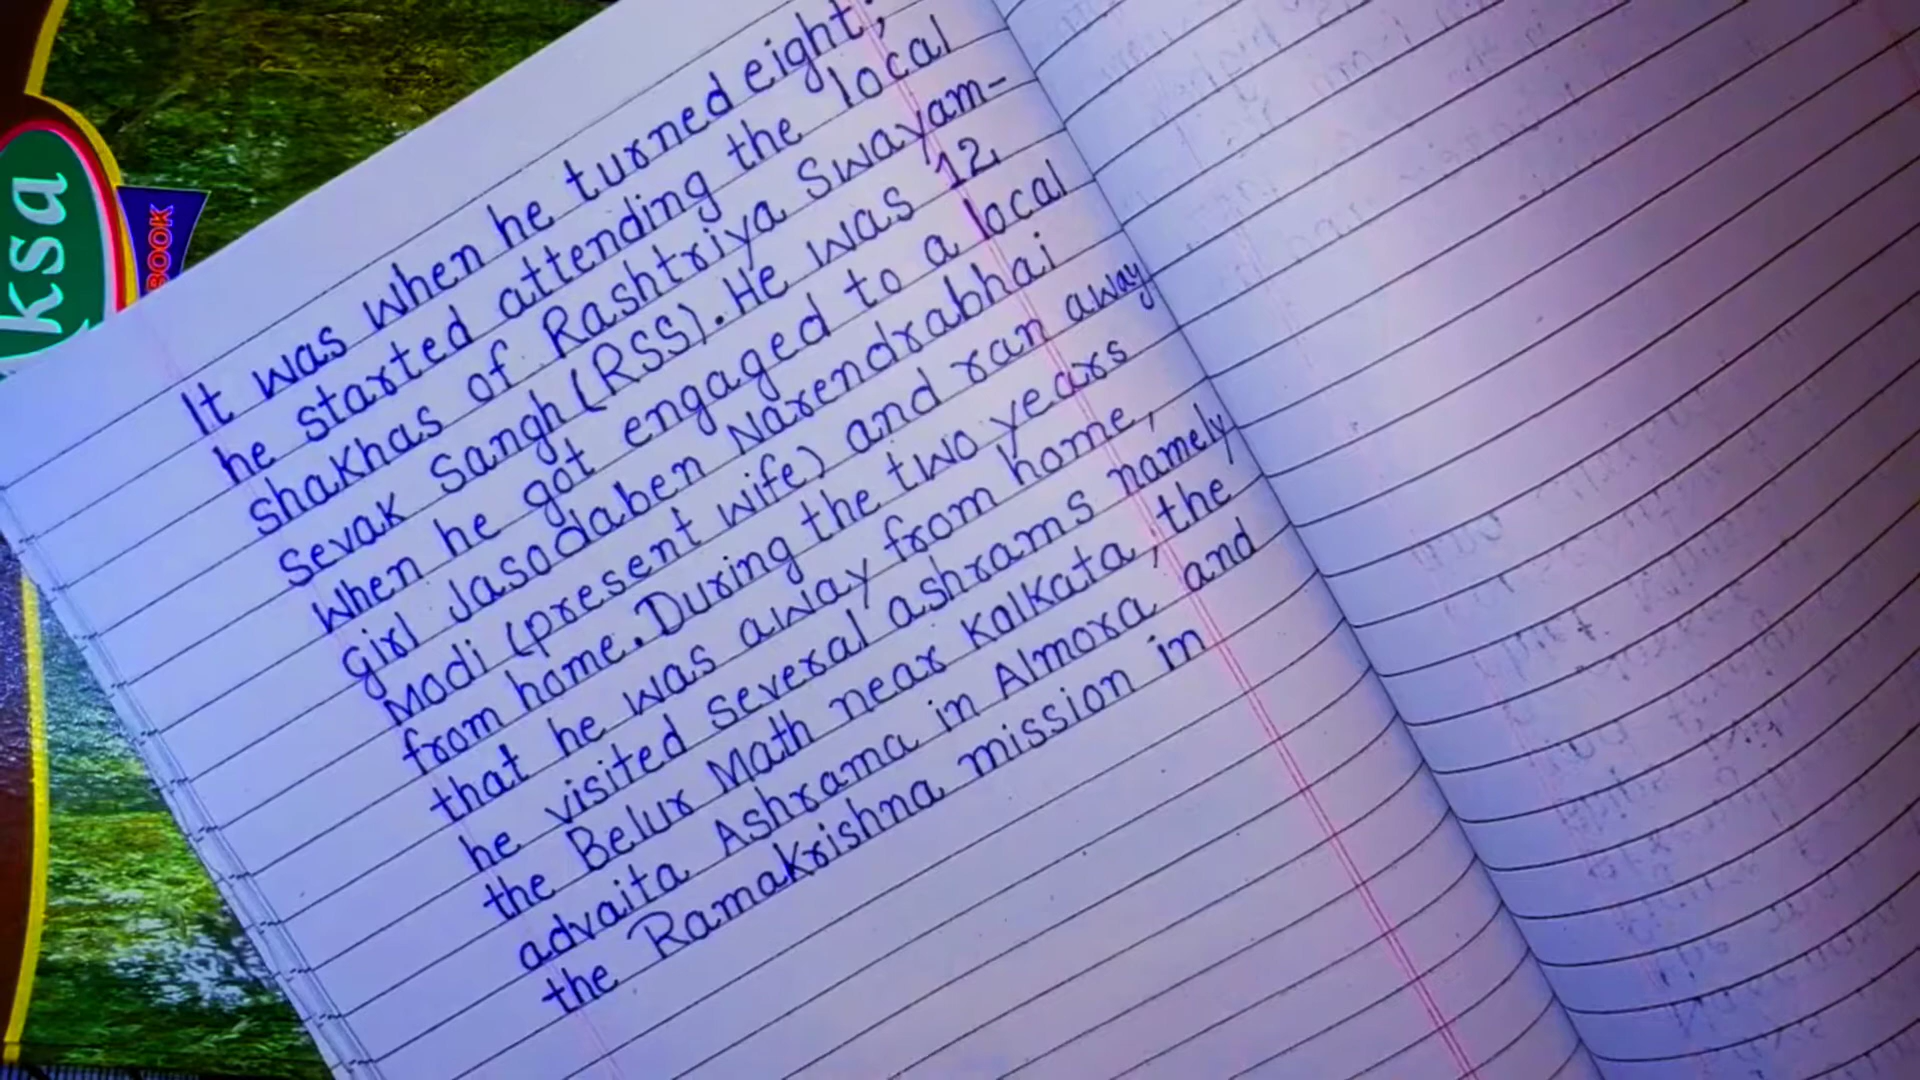 ksa
BOOK
It was when he turned eight;
he started attending the local
shakhas of Rashtriya Swayam-
sevak Sangh (RSS). He was 12
when he got engaged to a local
girl Jasodaben Narendrabhai
Modi (present wife) and ran away
from home. During the two years
that he was away from home,
he visited several ashrams namely
the Belur Math near Kolkata, the
advaita Ashrama in Almora and
the Ramakrishna mission in